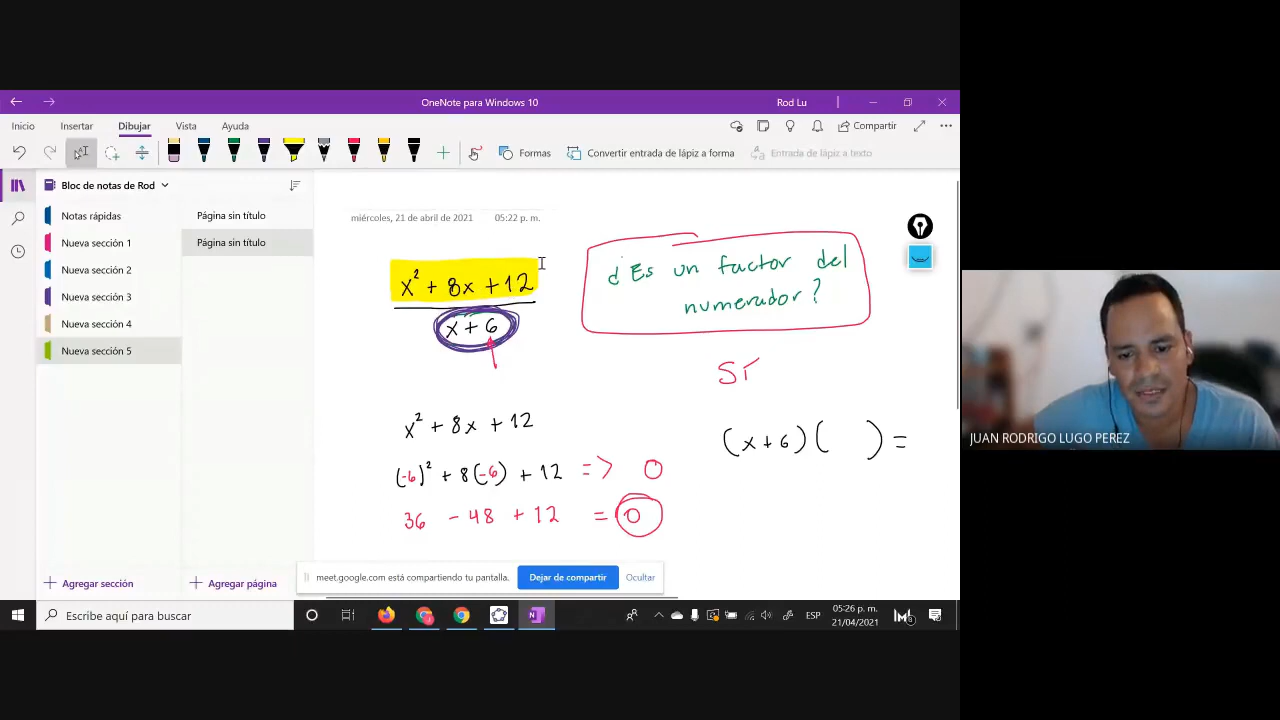 OneNote para Windows 10
Rod Lu
Inicio Insertar Dibujar Vista Ayuda
Compartir
Formas
Convertir entrada de lápiz a forma
Entrada de lápiz a texto
Bloc de notas de Rod
Notas rápidas
Nueva sección 1
Nueva sección 2
Nueva sección 3
Nueva sección 4
Nueva sección 5
Agregar sección
Página sin título
Página sin título
Agregar página
miércoles, 21 de abril de 2021 05:22 p. m.
x² + 8x + 12
x + 6
¿Es un factor del
numerador?
SÍ
x² + 8x + 12
(-6)² + 8(-6) + 12 => 0
36 - 48 + 12 = 0
(x + 6)( ) =
meet.google.com está compartiendo tu pantalla.
Dejar de compartir
Ocultar
Escribe aquí para buscar
ESP
05:26 p. m.
21/04/2021
JUAN RODRIGO LUGO PEREZ